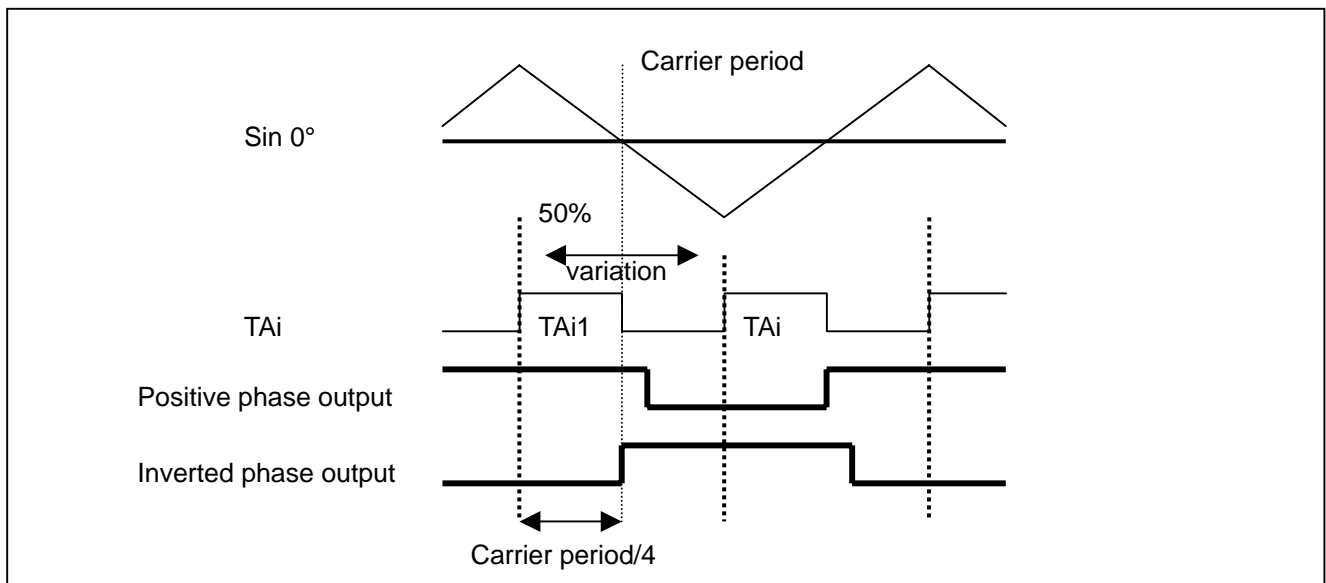 Carrier period
Sin 0°
50%
variation
TAi
TAi1
TAi
Positive phase output
Inverted phase output
Carrier period/4